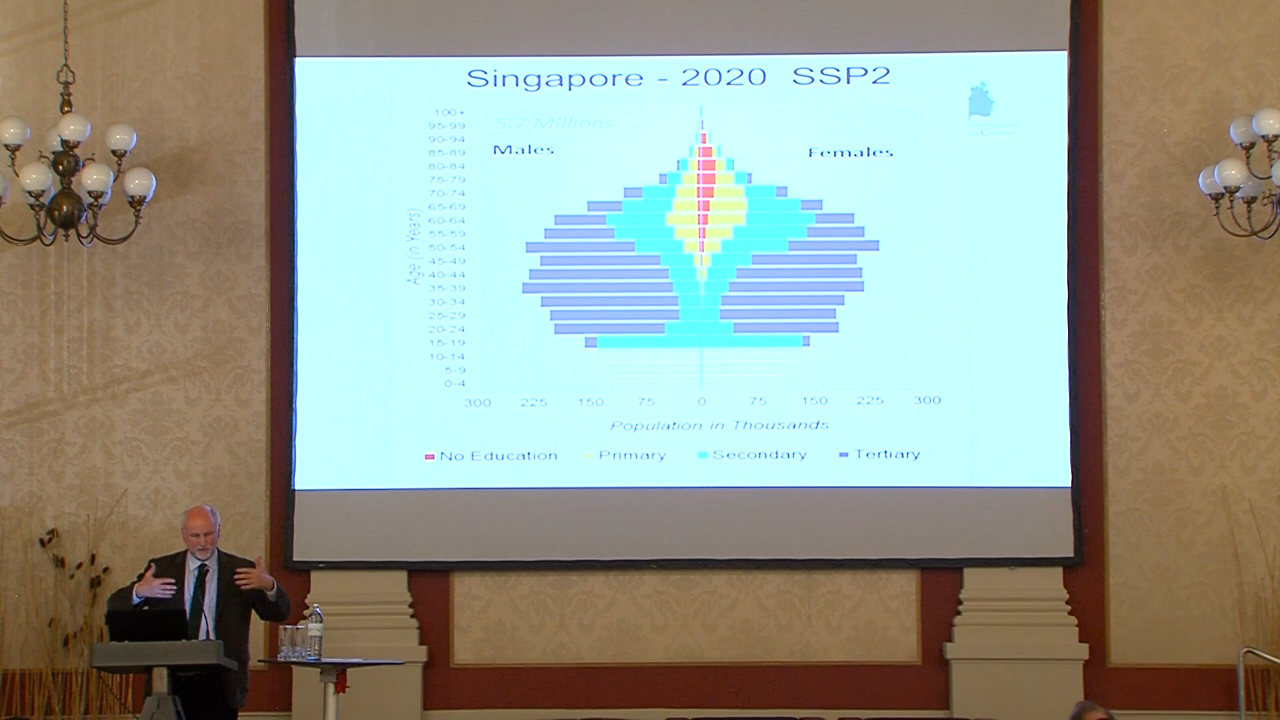 Singapore - 2020 SSP2
5.7 Millions
Males
Females
Age (in Years)
100+
95-99
90-94
85-89
80-84
75-79
70-74
65-69
60-64
55-59
50-54
45-49
40-44
35-39
30-34
25-29
20-24
15-19
10-14
5-9
0-4
300 225 150 75 0 75 150 225 300
Population in Thousands
No Education Primary Secondary Tertiary